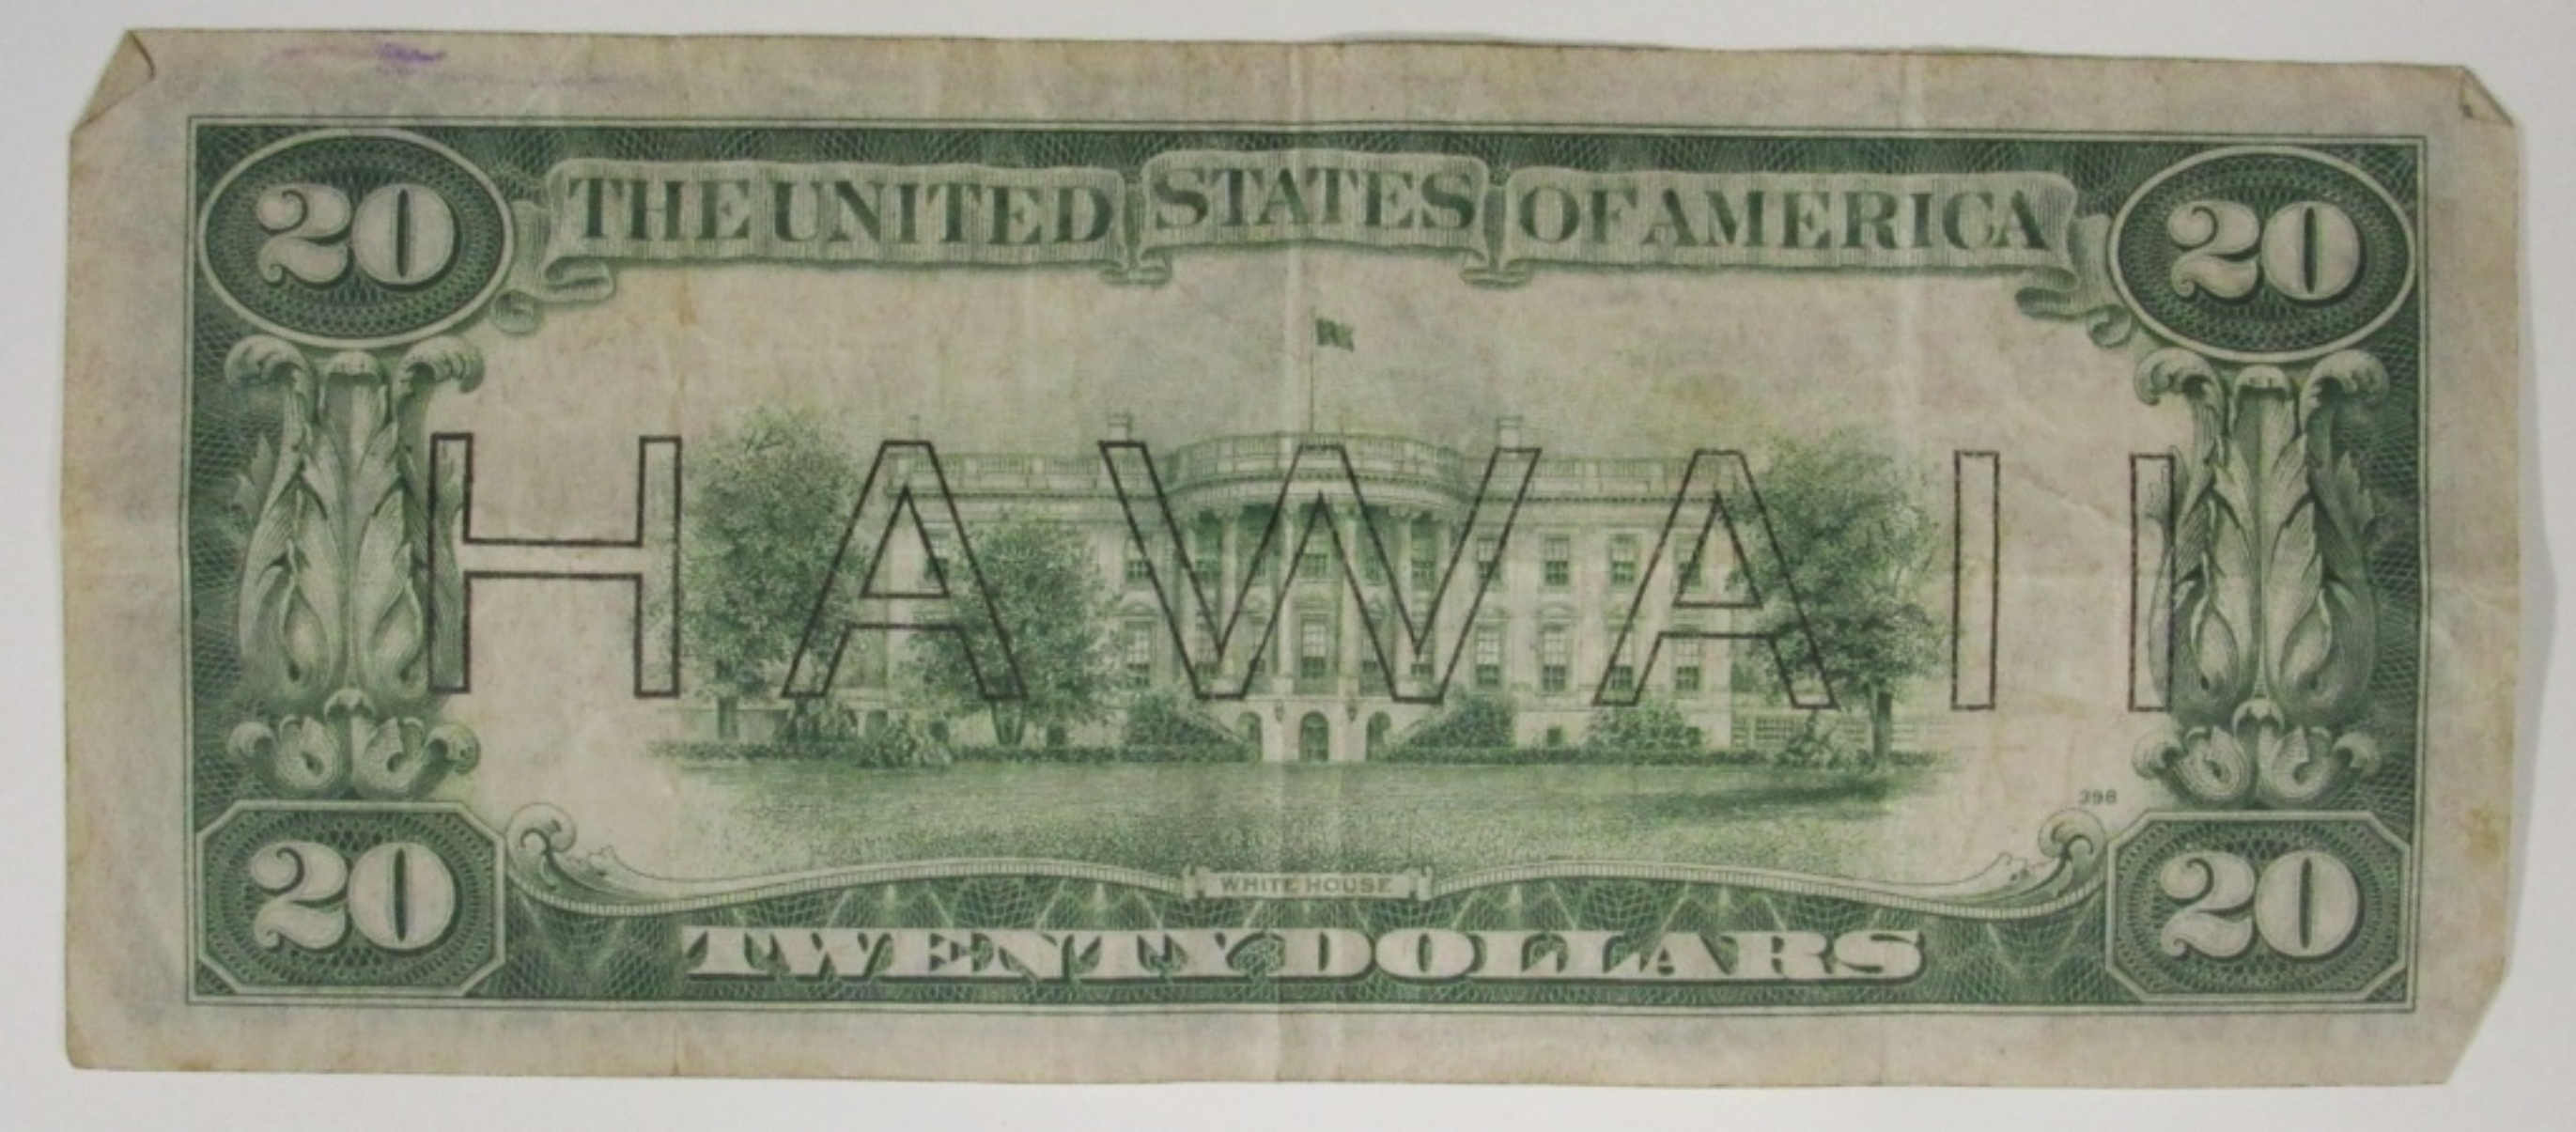 20 THE UNITED STATES OF AMERICA 20
HAWAII
398
WHITE HOUSE
20 TWENTY DOLLARS 20